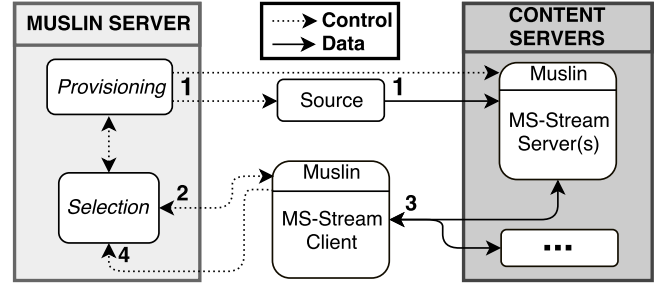 MUSLIN SERVER
Control
Data
CONTENT
SERVERS
Provisioning
1
Source
1
Muslin
MS-Stream
Server(s)
Selection
2
Muslin
MS-Stream
Client
3
4
...